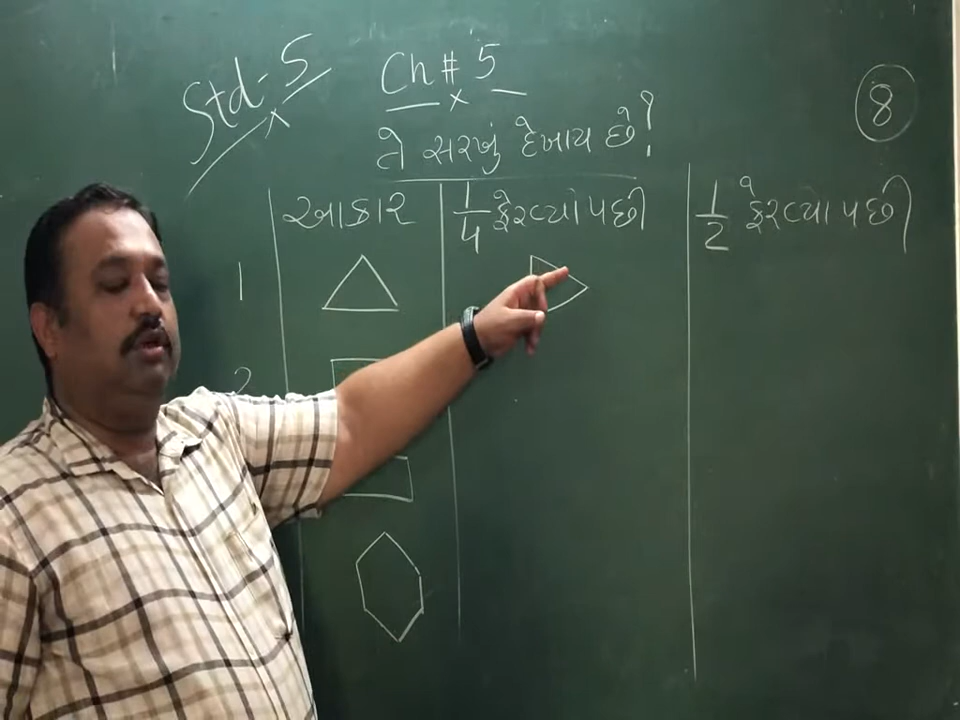 Std-5
Ch # 5
8
તે સરખું દેખાય છે!
આકાર
1/4 ફેરવ્યા પછી
1/2 ફેરવ્યા પછી
1
2